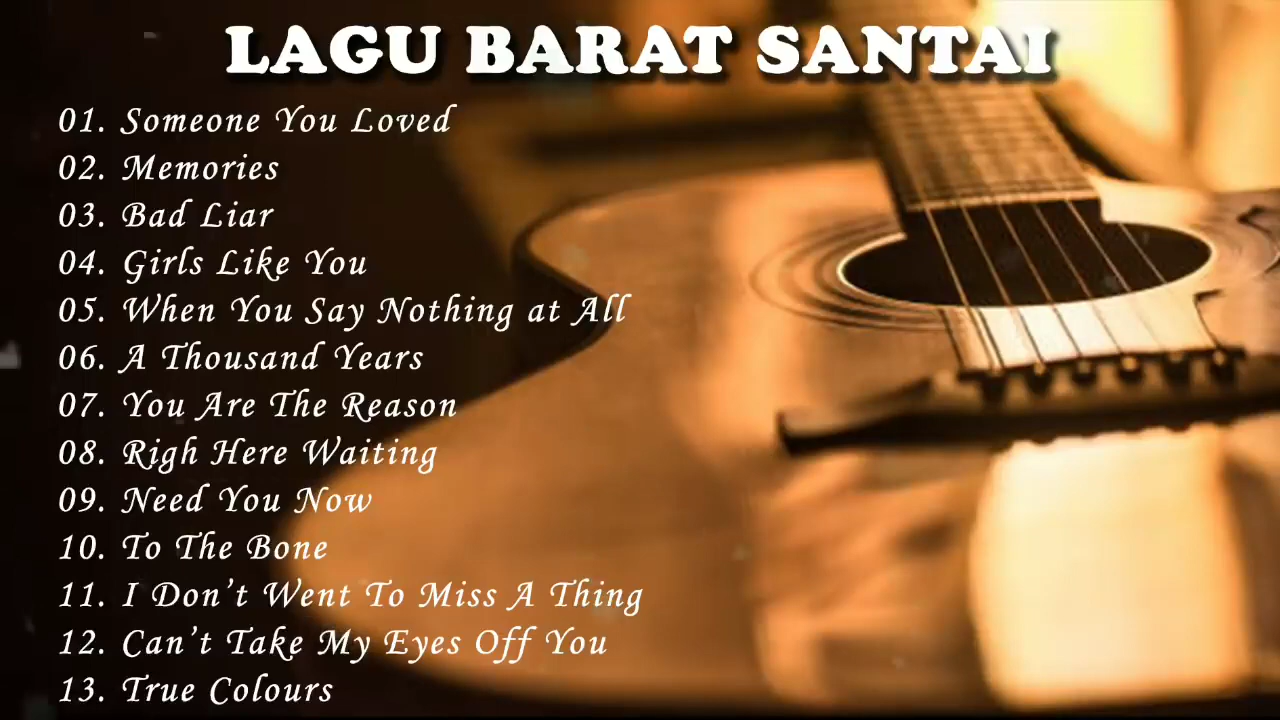 LAGU BARAT SANTAI
01. Someone You Loved
02. Memories
03. Bad Liar
04. Girls Like You
05. When You Say Nothing at All
06. A Thousand Years
07. You Are The Reason
08. Righ Here Waiting
09. Need You Now
10. To The Bone
11. I Don’t Went To Miss A Thing
12. Can’t Take My Eyes Off You
13. True Colours